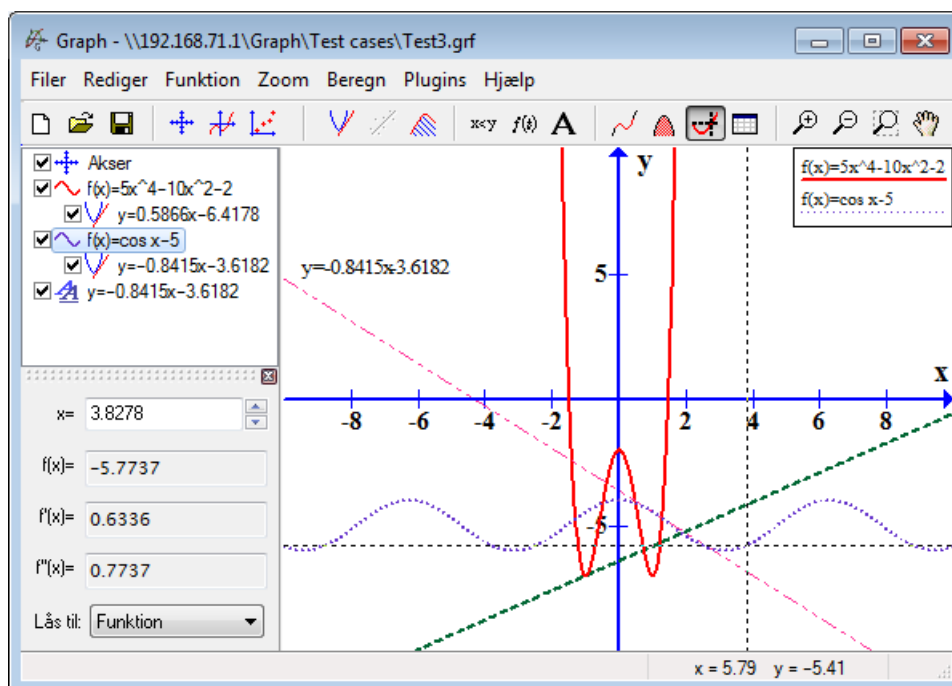 Graph - \\192.168.71.1\Graph\Test cases\Test3.grf
Filer Rediger Funktion Zoom Beregn Plugins Hjælp
x<y f(x) A
Akser
f(x)=5x^4-10x^2-2
y=0.5866x-6.4178
f(x)=cos x-5
y=-0.8415x-3.6182
y=-0.8415x-3.6182
x= 3.8278
f(x)= -5.7737
f'(x)= 0.6336
f''(x)= 0.7737
Lås til: Funktion
y
f(x)=5x^4-10x^2-2
f(x)=cos x-5
y=-0.8415x-3.6182
5
x
-8 -6 -4 -2 2 4 6 8
-5
x = 5.79 y = -5.41